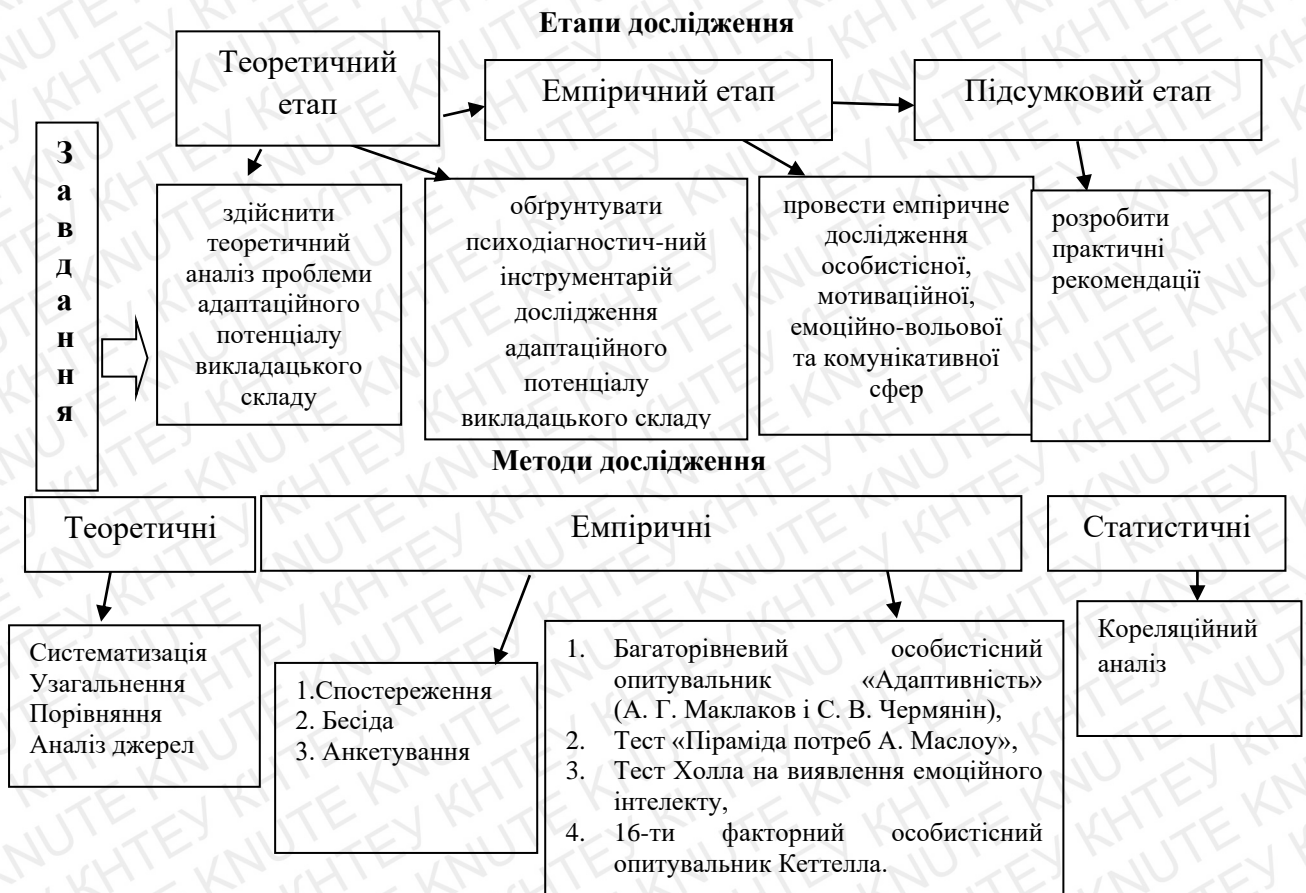 Етапи дослідження
Теоретичний
етап
Емпіричний етап
Підсумковий етап
З
а
в
д
а
н
н
я
здійснити
теоретичний
аналіз проблеми
адаптаційного
потенціалу
викладацького
складу
обґрунтувати
психодіагностич-ний
інструментарій
дослідження
адаптаційного
потенціалу
викладацького складу
провести емпіричне
дослідження
особистісної,
мотиваційної,
емоційно-вольової
та комунікативної
сфер
розробити
практичні
рекомендації
Методи дослідження
Теоретичні
Емпіричні
Статистичні
Систематизація
Узагальнення
Порівняння
Аналіз джерел
1.Спостереження
2. Бесіда
3. Анкетування
1. Багаторівневий особистісний
опитувальник «Адаптивність»
(А. Г. Маклаков і С. В. Чермянін),
2. Тест «Піраміда потреб А. Маслоу»,
3. Тест Холла на виявлення емоційного
інтелекту,
4. 16-ти факторний особистісний
опитувальник Кеттелла.
Кореляційний
аналіз